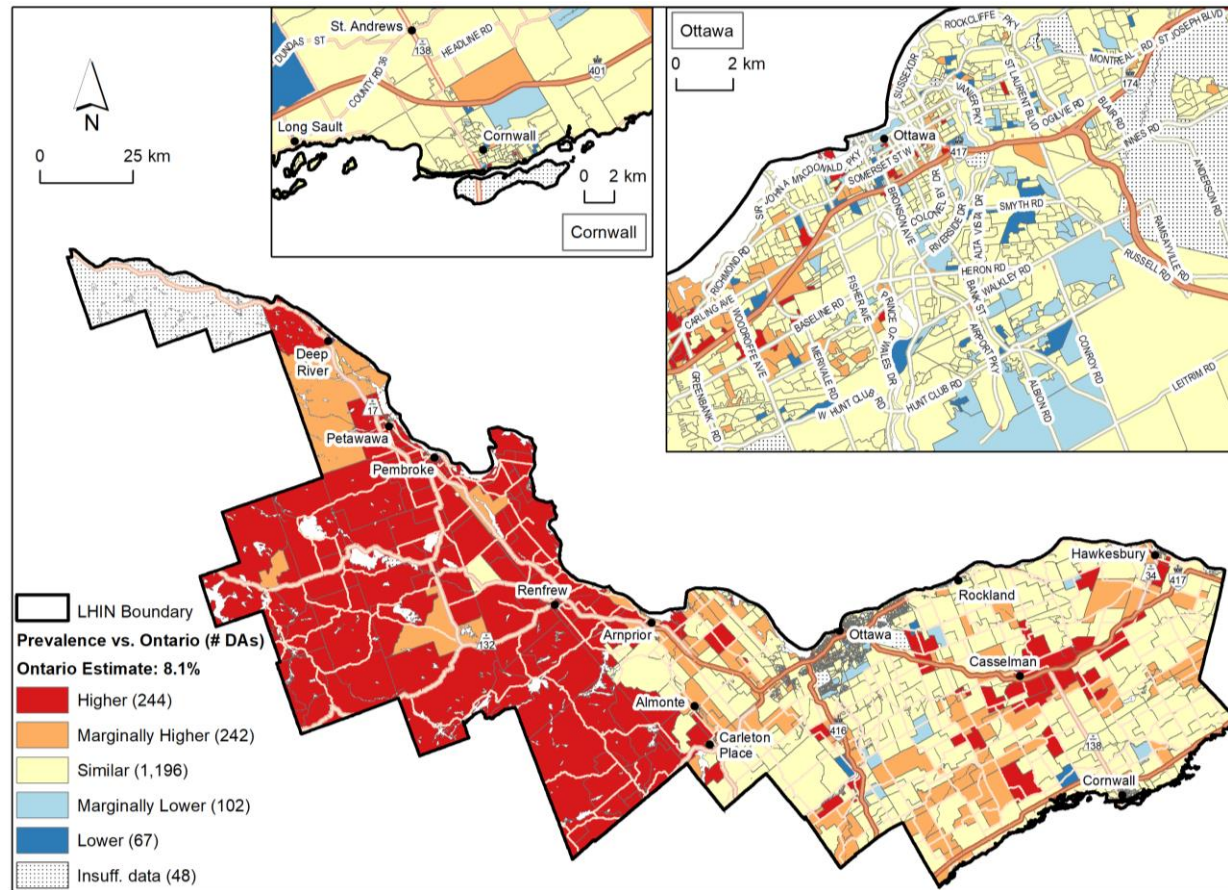 St. Andrews
DUNDAS ST
COUNTY RD 36
138
HEADLINE RD
401
Long Sault
Cornwall
0 2 km
Cornwall
Ottawa
0 2 km
ROCKCLIFFE PKY
SUSSEX DR
ST LAURENT BLVD
MONTREAL RD
ST JOSEPH BLVD
174
VANIER PKY
OGILVIE RD
BLAIR RD
INNES RD
ANDERSON RD
Ottawa
417
SIR JOHN A MACDONALD PKY
SOMERSET ST W
BRONSON AVE
COLONEL BY DR
RIVERSIDE DR
ALTA VISTA DR
SMYTH RD
RICHMOND RD
CARLING AVE
WOODROFFE AVE
BASELINE RD
FISHER AVE
PRINCE OF WALES DR
HERON RD
WALKLEY RD
BANK ST
RUSSELL RD
RAMSAYVILLE RD
GREENBANK RD
MERIVALE RD
W HUNT CLUB RD
HUNT CLUB RD
AIRPORT PKY
ALBION RD
CONROY RD
LEITRIM RD
N
0 25 km
Deep River
17
Petawawa
Pembroke
Renfrew
132
Arnprior
Almonte
Carleton Place
Ottawa
416
Rockland
Casselman
Hawkesbury
34
417
138
Cornwall
LHIN Boundary
Prevalence vs. Ontario (# DAs)
Ontario Estimate: 8.1%
Higher (244)
Marginally Higher (242)
Similar (1,196)
Marginally Lower (102)
Lower (67)
Insuff. data (48)